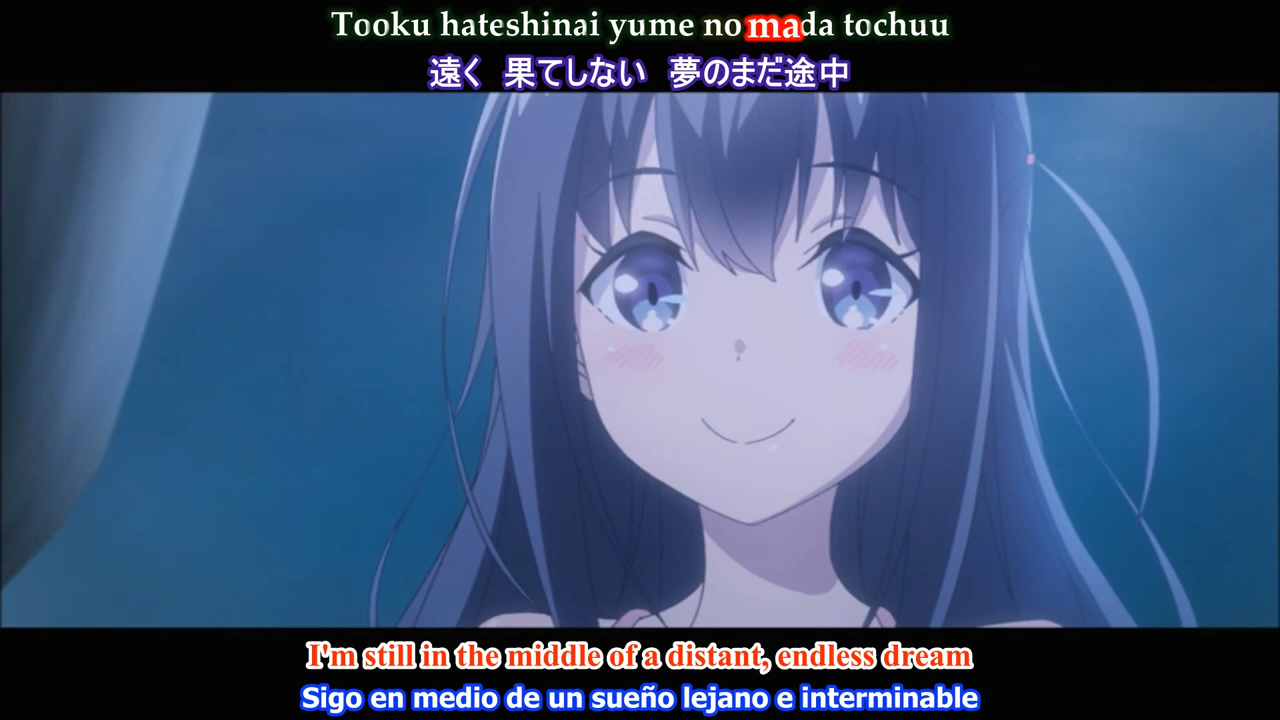 Tooku hateshinai yume no mada tochuu
遠く 果てしない 夢のまだ途中
I'm still in the middle of a distant, endless dream
Sigo en medio de un sueño lejano e interminable